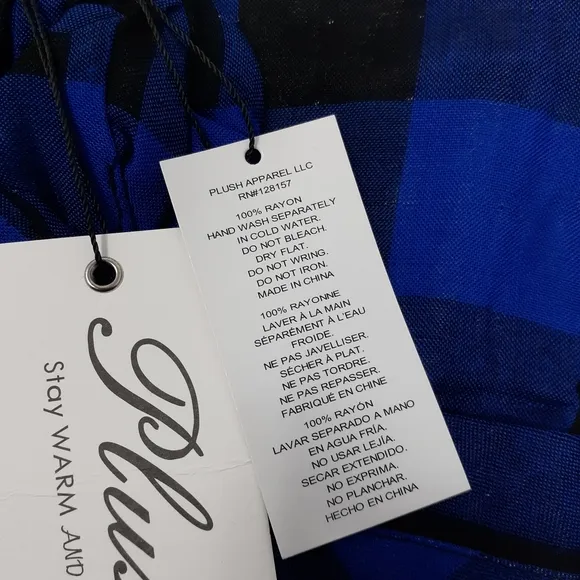 PLUSH APPAREL LLC
RN#128157
100% RAYON
HAND WASH SEPARATELY
IN COLD WATER.
DO NOT BLEACH.
DRY FLAT.
DO NOT WRING.
DO NOT IRON.
MADE IN CHINA
100% RAYONNE
LAVER À LA MAIN
SÉPARÉMENT À L'EAU
FROIDE.
NE PAS JAVELLISER.
SÉCHER À PLAT.
NE PAS TORDRE.
NE PAS REPASSER.
FABRIQUÉ EN CHINE
100% RAYÓN
LAVAR SEPARADO A MANO
EN AGUA FRÍA.
NO USAR LEJÍA.
SECAR EXTENDIDO.
NO EXPRIMA.
NO PLANCHAR.
HECHO EN CHINA
Plus
Stay WARM AND